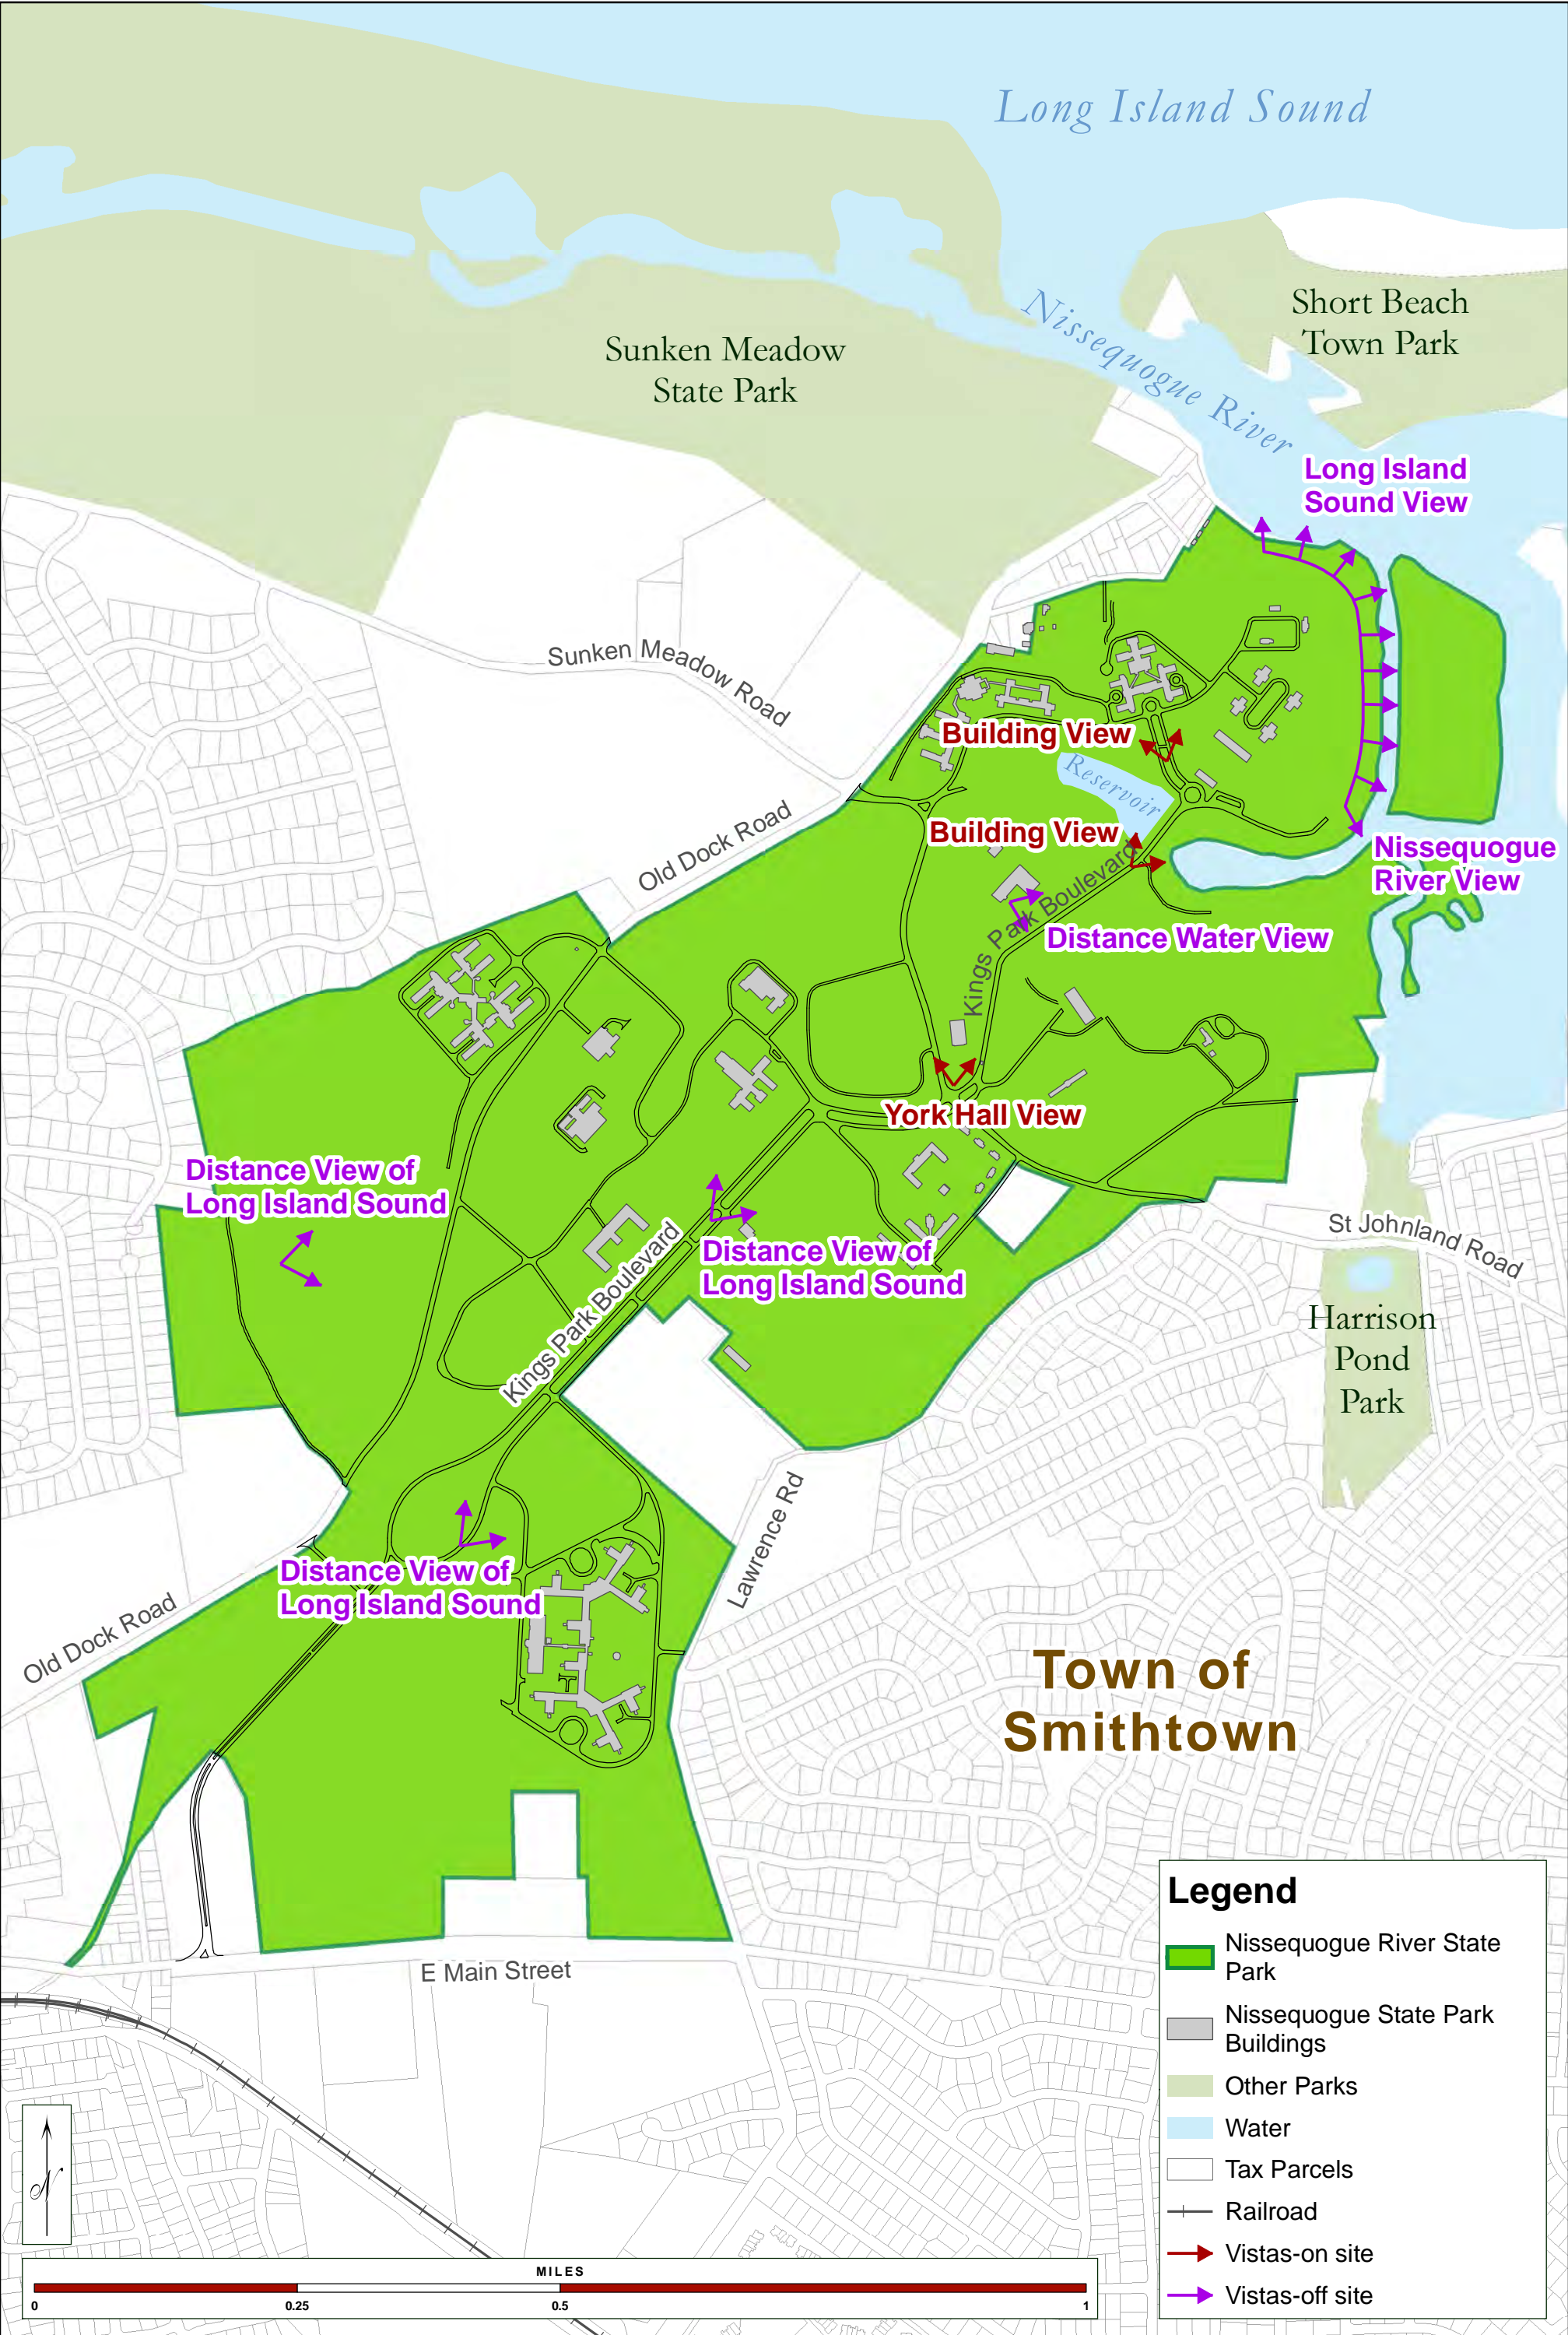 Long Island Sound
Nissequogue River
Short Beach
Town Park
Sunken Meadow
State Park
Long Island
Sound View
Sunken Meadow Road
Building View
Reservoir
Old Dock Road
Building View
Nissequogue
River View
Kings Park Boulevard
Distance Water View
York Hall View
Distance View of
Long Island Sound
St Johnland Road
Distance View of
Long Island Sound
Kings Park Boulevard
Harrison
Pond
Park
Lawrence Rd
Distance View of
Long Island Sound
Old Dock Road
Town of
Smithtown
E Main Street
Legend
Nissequogue River State
Park
Nissequogue State Park
Buildings
Other Parks
Water
Tax Parcels
Railroad
Vistas-on site
Vistas-off site
N
MILES
0 0.25 0.5 1